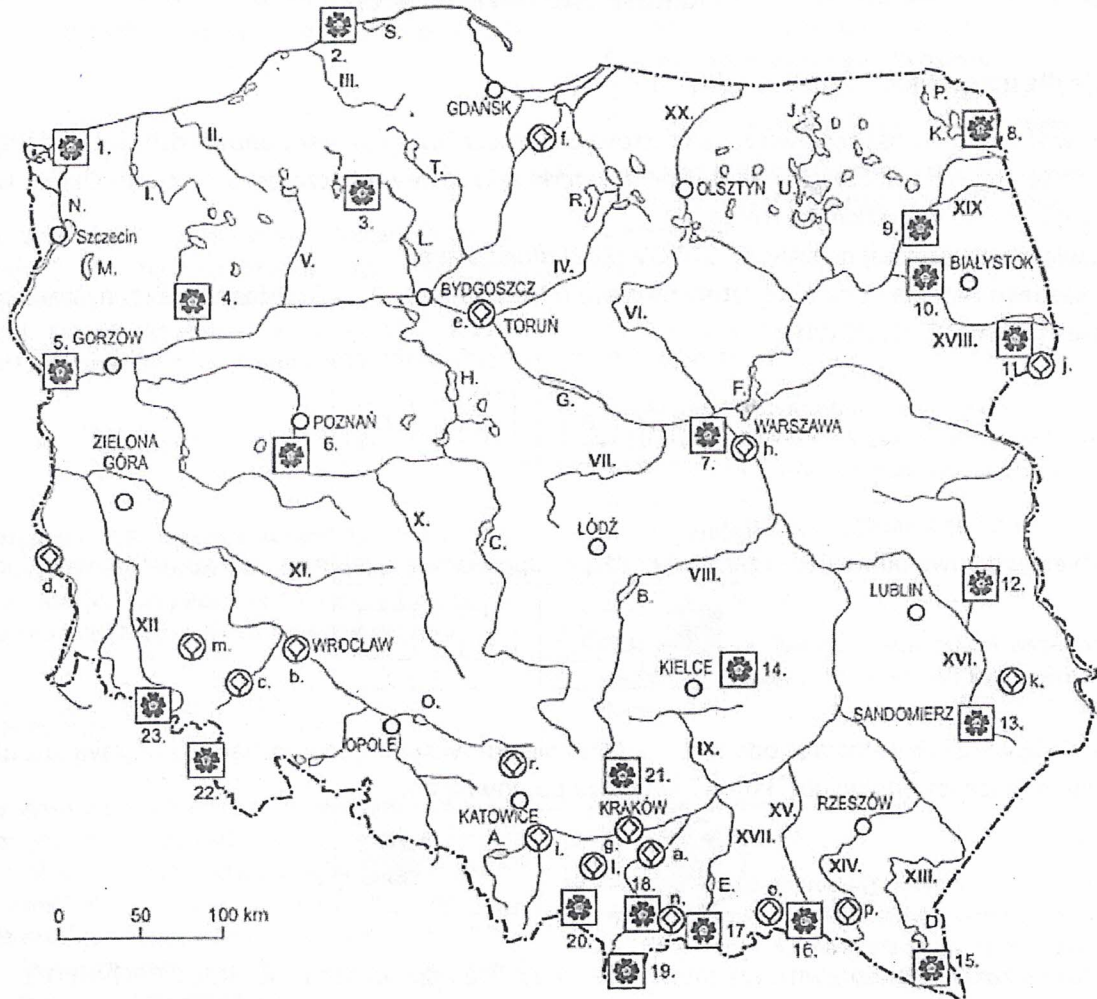 2.
S.
III.
GDAŃSK
XX.
J.
P.
K.
8.
1.
II.
f.
I.
T.
OLSZTYN
U.
R.
3.
N.
Szczecin
XIX
9.
L.
V.
IV.
M.
BIAŁYSTOK
4.
BYDGOSZCZ
10.
e.
TORUŃ
VI.
5.
GORZÓW
XVIII.
11.
j.
H.
F.
G.
POZNAŃ
WARSZAWA
ZIELONA
GÓRA
6.
7.
h.
VII.
X.
C.
ŁÓDŹ
d.
XI.
VIII.
B.
LUBLIN
12.
XII
m.
WROCŁAW
XVI.
b.
KIELCE
14.
c.
k.
O.
SANDOMIERZ
13.
23.
OPOLE
IX.
22.
r.
21.
RZESZÓW
KATOWICE
KRAKÓW
XV.
A.
i.
g.
a.
XVII.
XIV.
l.
E.
XIII.
0 50 100 km
18.
n.
o.
p.
D
20.
17
16.
15.
19.